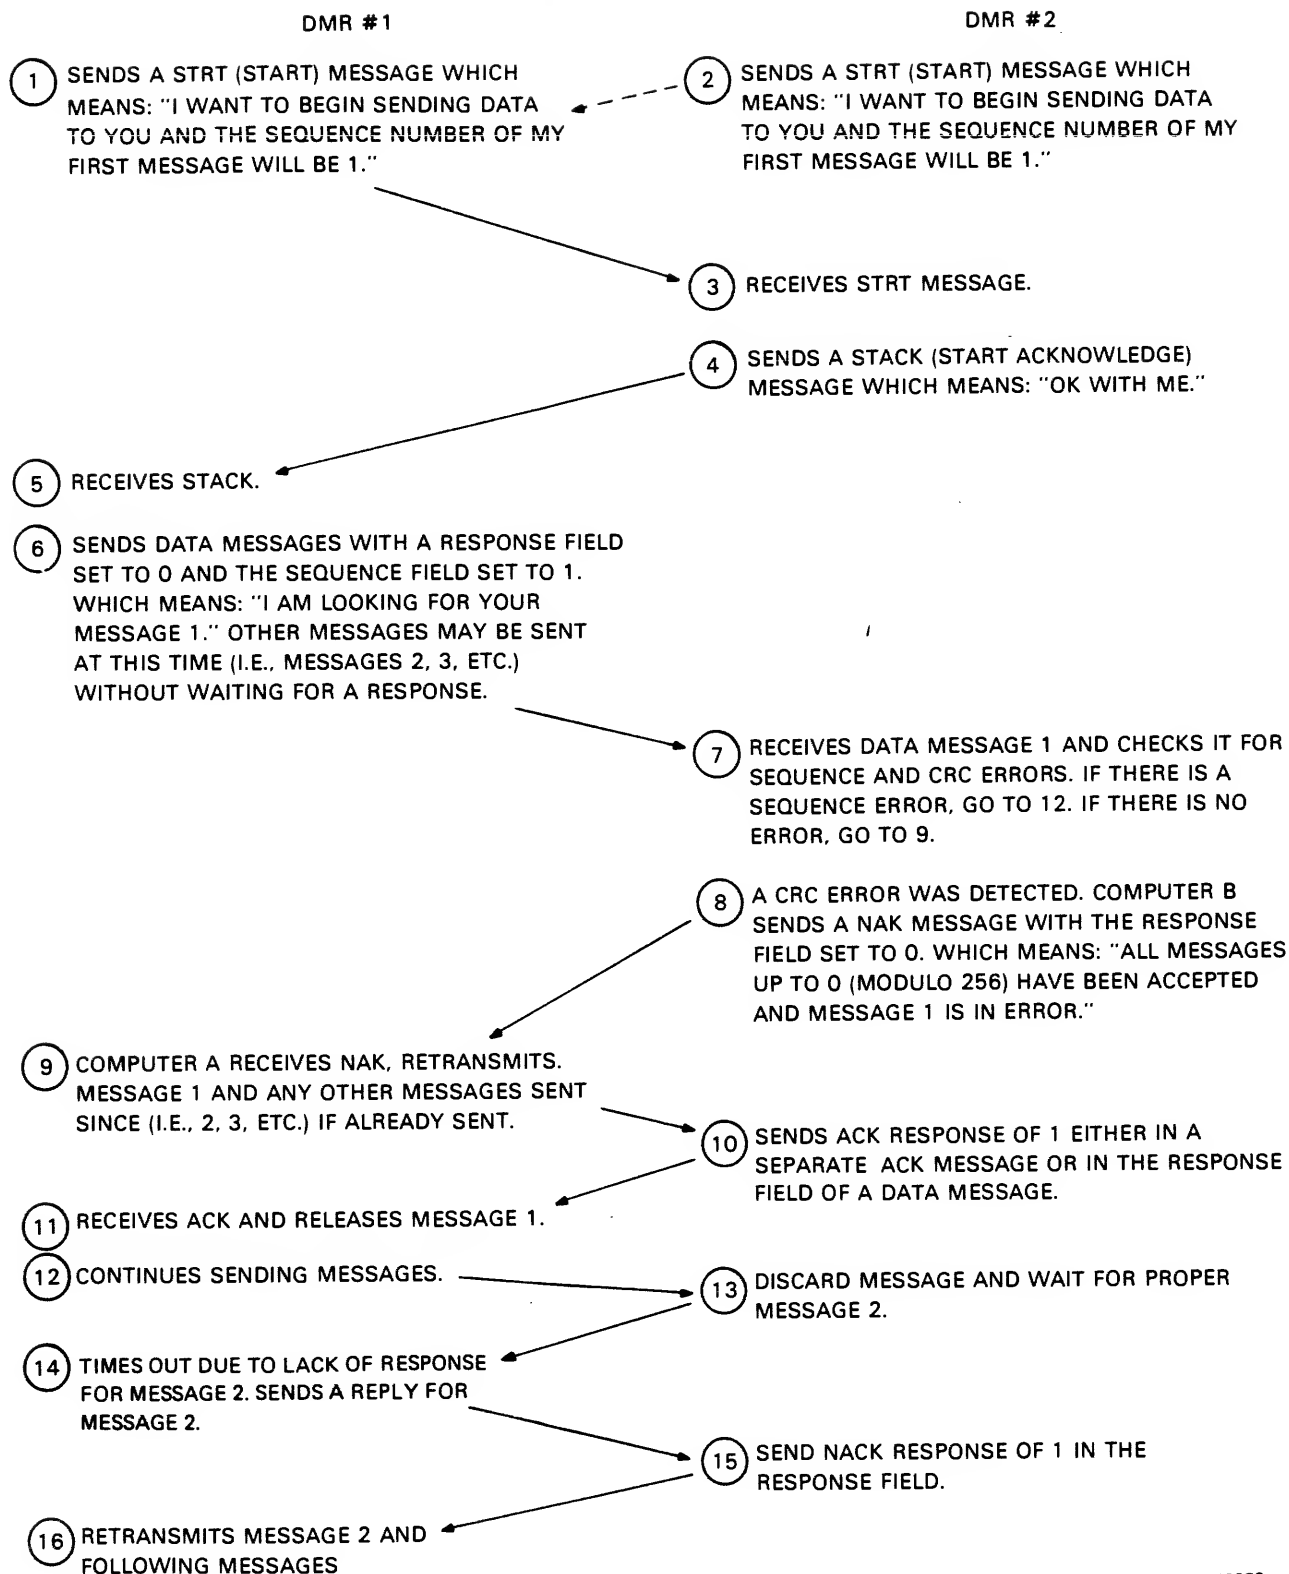 DMR #1
DMR #2
1 SENDS A STRT (START) MESSAGE WHICH
MEANS: "I WANT TO BEGIN SENDING DATA
TO YOU AND THE SEQUENCE NUMBER OF MY
FIRST MESSAGE WILL BE 1."
2 SENDS A STRT (START) MESSAGE WHICH
MEANS: "I WANT TO BEGIN SENDING DATA
TO YOU AND THE SEQUENCE NUMBER OF MY
FIRST MESSAGE WILL BE 1."
3 RECEIVES STRT MESSAGE.
4 SENDS A STACK (START ACKNOWLEDGE)
MESSAGE WHICH MEANS: "OK WITH ME."
5 RECEIVES STACK.
6 SENDS DATA MESSAGES WITH A RESPONSE FIELD
SET TO 0 AND THE SEQUENCE FIELD SET TO 1.
WHICH MEANS: "I AM LOOKING FOR YOUR
MESSAGE 1." OTHER MESSAGES MAY BE SENT
AT THIS TIME (I.E., MESSAGES 2, 3, ETC.)
WITHOUT WAITING FOR A RESPONSE.
7 RECEIVES DATA MESSAGE 1 AND CHECKS IT FOR
SEQUENCE AND CRC ERRORS. IF THERE IS A
SEQUENCE ERROR, GO TO 12. IF THERE IS NO
ERROR, GO TO 9.
8 A CRC ERROR WAS DETECTED. COMPUTER B
SENDS A NAK MESSAGE WITH THE RESPONSE
FIELD SET TO 0. WHICH MEANS: "ALL MESSAGES
UP TO 0 (MODULO 256) HAVE BEEN ACCEPTED
AND MESSAGE 1 IS IN ERROR."
9 COMPUTER A RECEIVES NAK, RETRANSMITS.
MESSAGE 1 AND ANY OTHER MESSAGES SENT
SINCE (I.E., 2, 3, ETC.) IF ALREADY SENT.
10 SENDS ACK RESPONSE OF 1 EITHER IN A
SEPARATE ACK MESSAGE OR IN THE RESPONSE
FIELD OF A DATA MESSAGE.
11 RECEIVES ACK AND RELEASES MESSAGE 1.
12 CONTINUES SENDING MESSAGES.
13 DISCARD MESSAGE AND WAIT FOR PROPER
MESSAGE 2.
14 TIMES OUT DUE TO LACK OF RESPONSE
FOR MESSAGE 2. SENDS A REPLY FOR
MESSAGE 2.
15 SEND NACK RESPONSE OF 1 IN THE
RESPONSE FIELD.
16 RETRANSMITS MESSAGE 2 AND
FOLLOWING MESSAGES